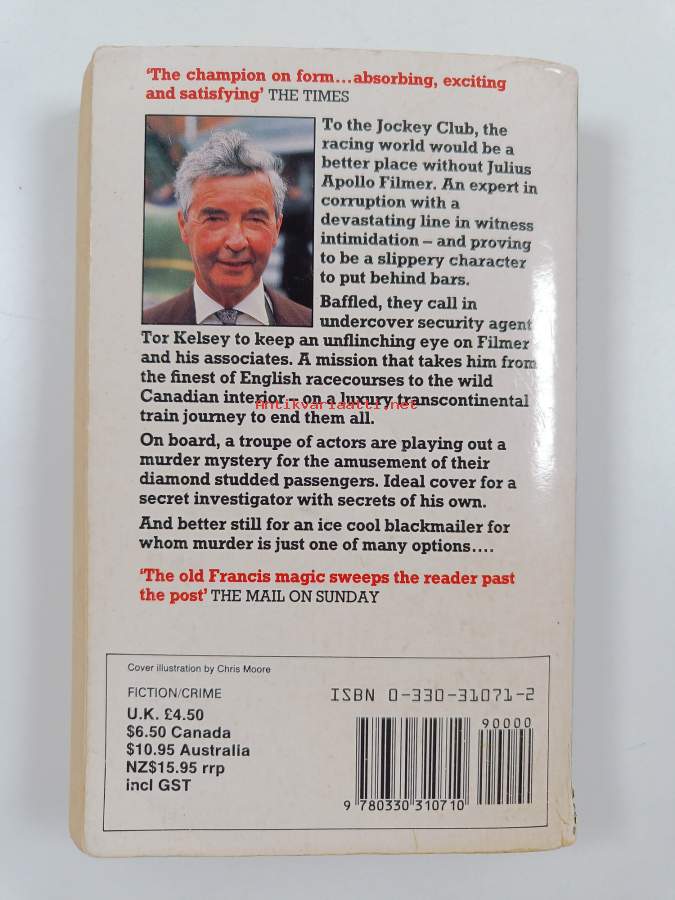 ‘The champion on form...absorbing, exciting
and satisfying’ THE TIMES
To the Jockey Club, the
racing world would be a
better place without Julius
Apollo Filmer. An expert in
corruption with a
devastating line in witness
intimidation – and proving
to be a slippery character
to put behind bars.
Baffled, they call in
undercover security agent
Tor Kelsey to keep an unflinching eye on Filmer
and his associates. A mission that takes him from
the finest of English racecourses to the wild
Canadian interior – on a luxury transcontinental
Antikvariaatti.net
train journey to end them all.
On board, a troupe of actors are playing out a
murder mystery for the amusement of their
diamond studded passengers. Ideal cover for a
secret investigator with secrets of his own.
And better still for an ice cool blackmailer for
whom murder is just one of many options....
‘The old Francis magic sweeps the reader past
the post’ THE MAIL ON SUNDAY
Cover illustration by Chris Moore
FICTION/CRIME
U.K. £4.50
$6.50 Canada
$10.95 Australia
NZ$15.95 rrp
incl GST
ISBN 0-330-31071-2
90000
9 780330 310710